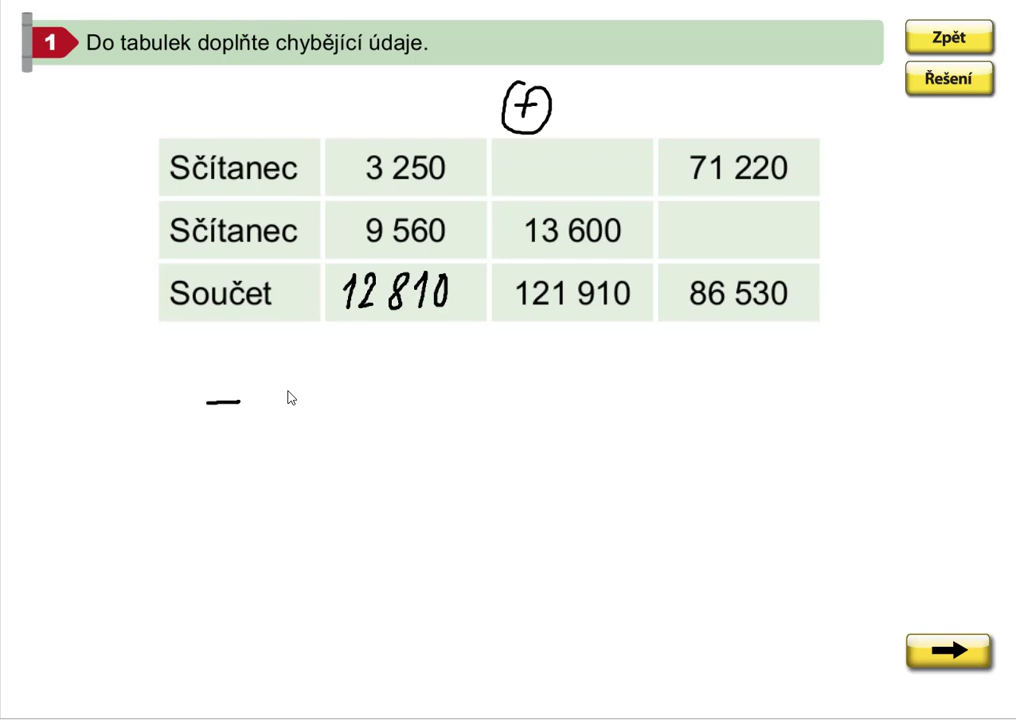 1 Do tabulek doplňte chybějící údaje.
Zpět
Řešení
+
Sčítanec 3 250 71 220
Sčítanec 9 560 13 600
Součet 12 810 121 910 86 530
—